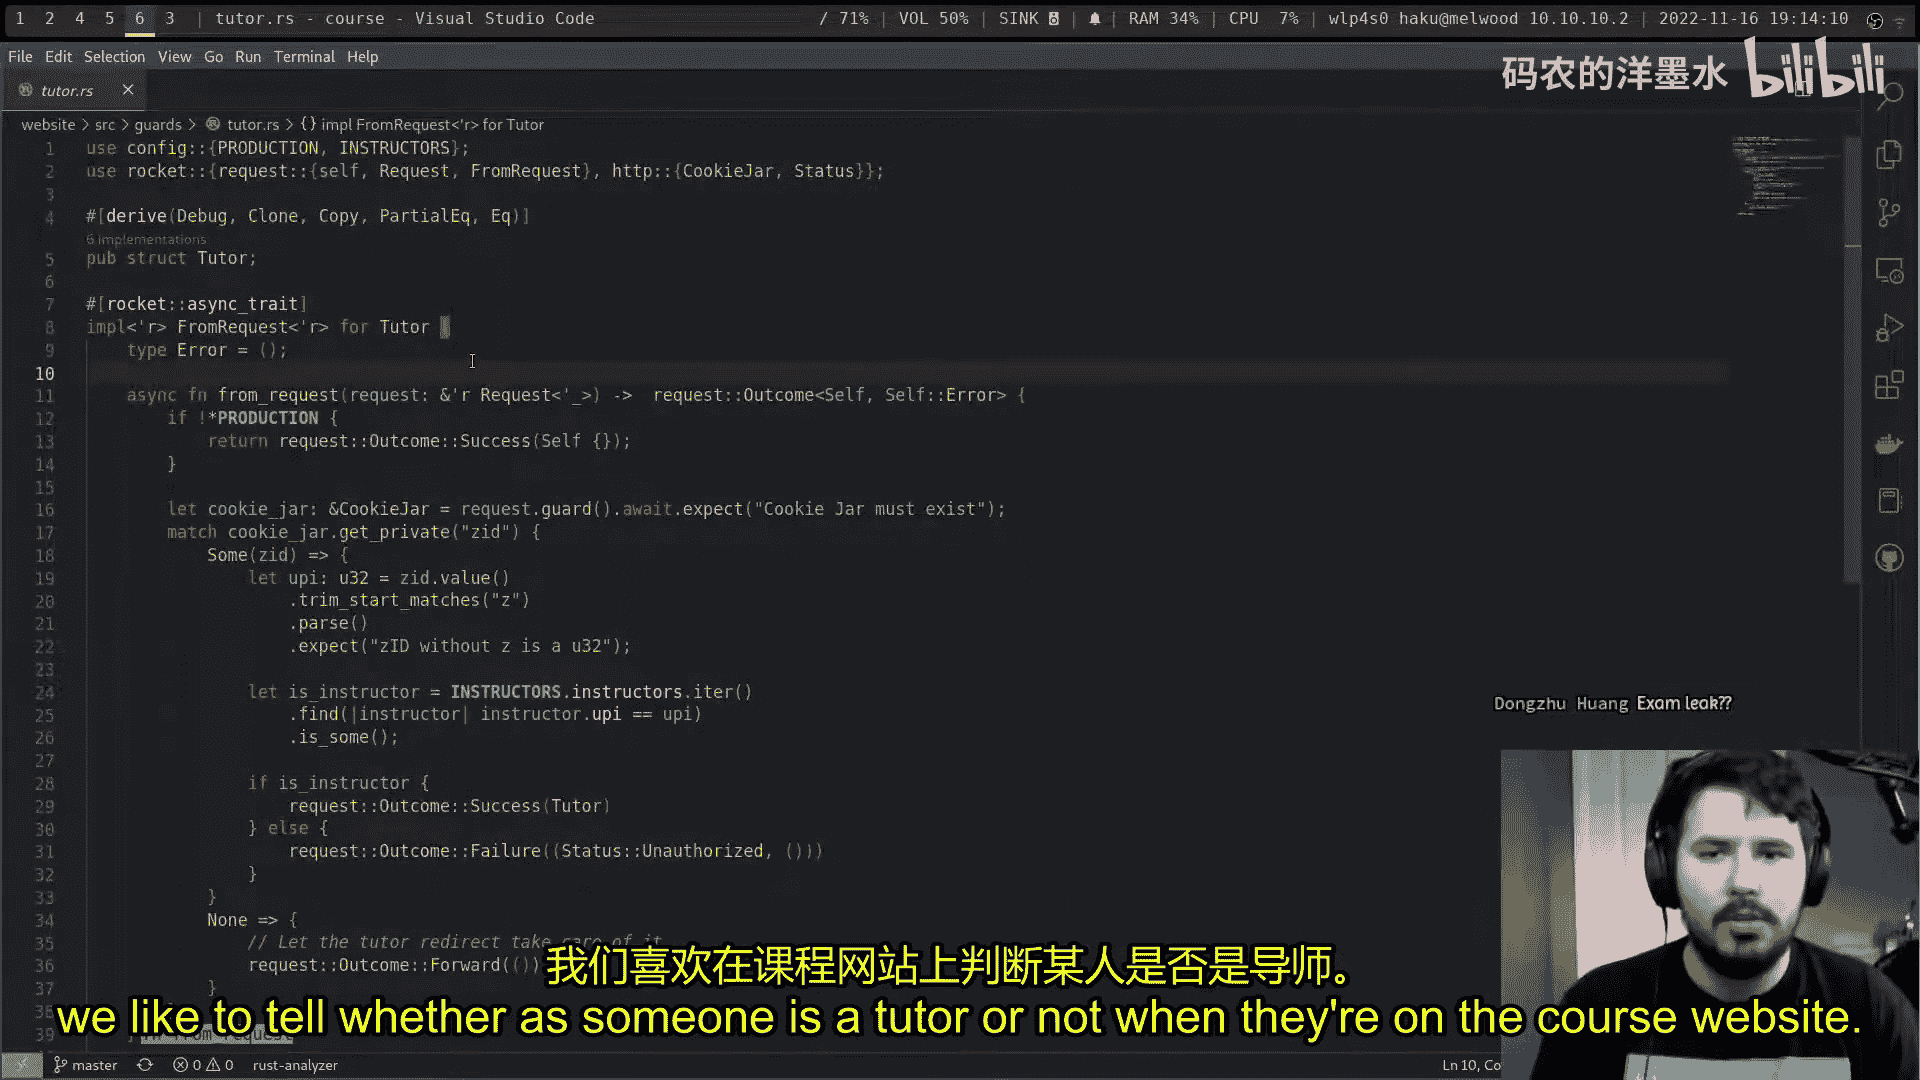 1 2 4 5 6 3 | tutor.rs - course - Visual Studio Code
/ 71% | VOL 50% | SINK | RAM 34% | CPU 7% | wlp4s0 haku@melwood 10.10.10.2 | 2022-11-16 19:14:10
File Edit Selection View Go Run Terminal Help
码农的洋墨水 bilibili
tutor.rs
website > src > guards > tutor.rs > {} impl FromRequest<'r> for Tutor
1 use config::{PRODUCTION, INSTRUCTORS};
2 use rocket::{request::{self, Request, FromRequest}, http::{CookieJar, Status}};
3
4 #[derive(Debug, Clone, Copy, PartialEq, Eq)]
6 implementations
5 pub struct Tutor;
6
7 #[rocket::async_trait]
8 impl<'r> FromRequest<'r> for Tutor {
9 type Error = ();
10
11 async fn from_request(request: &'r Request<'_>) -> request::Outcome<Self, Self::Error> {
12 if !*PRODUCTION {
13 return request::Outcome::Success(Self {});
14 }
15
16 let cookie_jar: &CookieJar = request.guard().await.expect("Cookie Jar must exist");
17 match cookie_jar.get_private("zid") {
18 Some(zid) => {
19 let upi: u32 = zid.value()
20 .trim_start_matches("z")
21 .parse()
22 .expect("zID without z is a u32");
23
24 let is_instructor = INSTRUCTORS.instructors.iter()
25 .find(|instructor| instructor.upi == upi)
26 .is_some();
27
28 if is_instructor {
29 request::Outcome::Success(Tutor)
30 } else {
31 request::Outcome::Failure((Status::Unauthorized, ()))
32 }
33 }
34 None => {
35 // Let the tutor redirect take care of it
36 request::Outcome::Forward(())
37 }
38
39
Dongzhu Huang Exam leak??
我们喜欢在课程网站上判断某人是否是导师。
we like to tell whether as someone is a tutor or not when they're on the course website.
master 0 0 rust-analyzer
Ln 10, Co